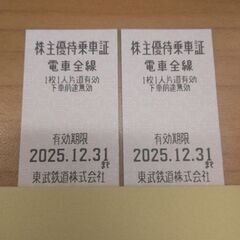 株主優待乗車証
電車全線
1枚1人片道有効
下車前途無効
有効期限
2025.12.31
まで
東武鉄道株式会社
株主優待乗車証
電車全線
1枚1人片道有効
下車前途無効
有効期限
2025.12.31
まで
東武鉄道株式会社